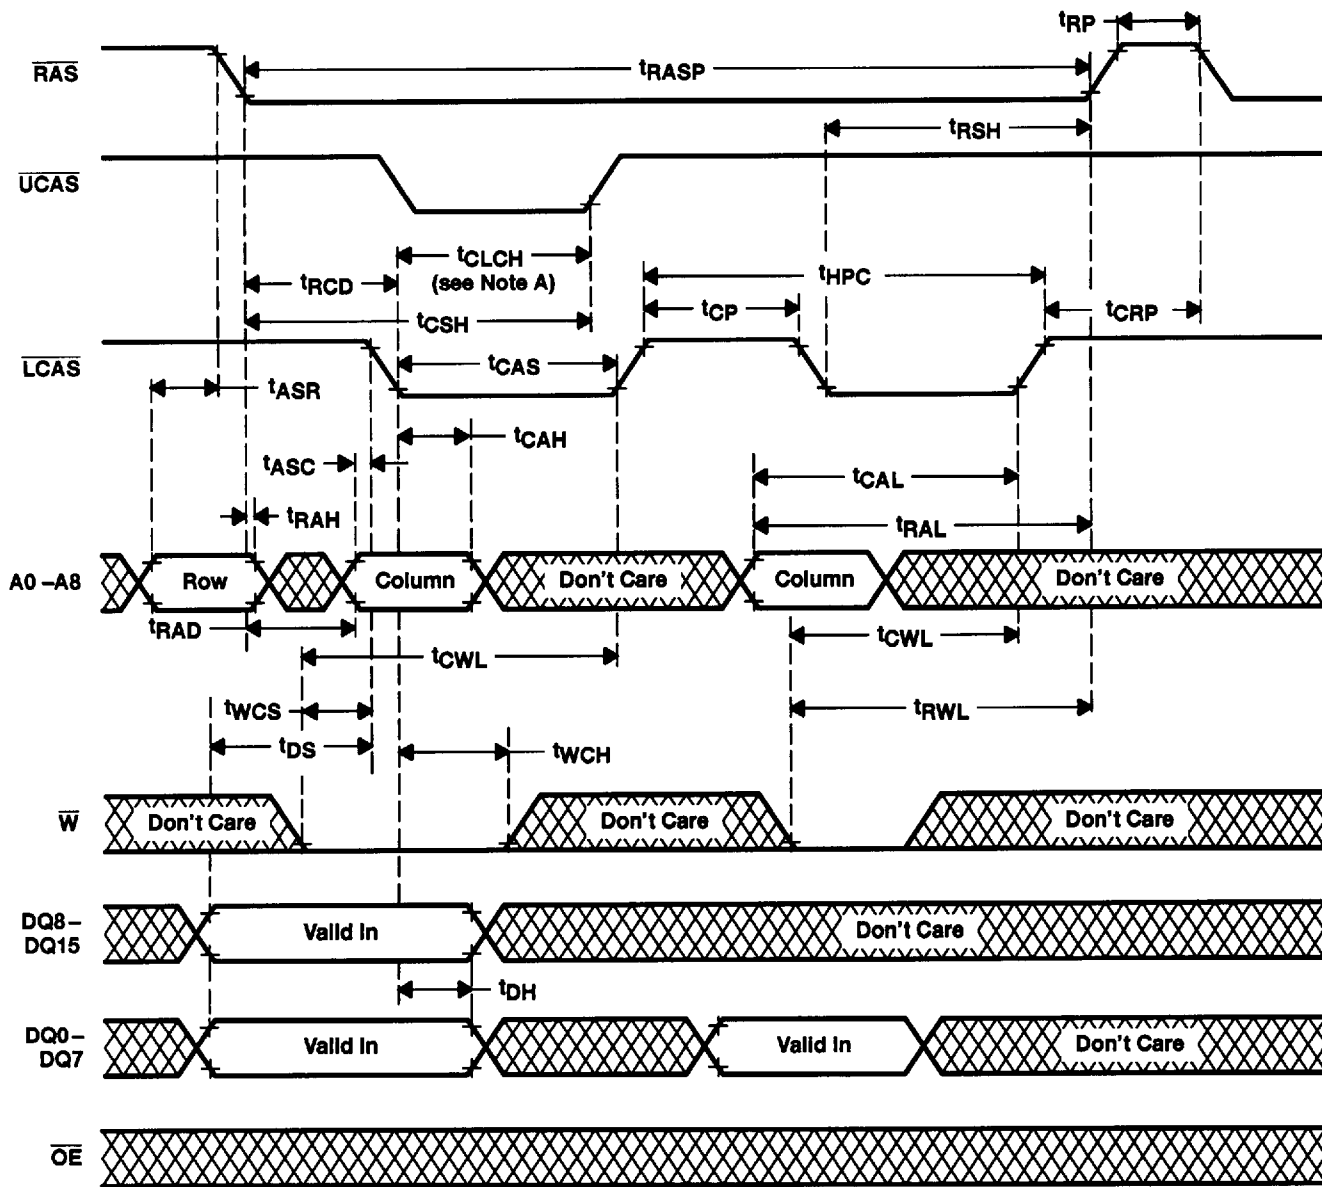 tRP
RAS
tRASP
tRSH
UCAS
tCLCH
(see Note A)
tRCD
tHPC
tCSH
tCP
tCRP
LCAS
tCAS
tASR
tCAH
tASC
tCAL
tRAH
tRAL
A0–A8
Row
Column
Don't Care
Column
Don't Care
tRAD
tCWL
tCWL
tWCS
tRWL
tDS
tWCH
W
Don't Care
Don't Care
Don't Care
DQ8–
DQ15
Valid In
Don't Care
tDH
DQ0–
DQ7
Valid In
Valid In
Don't Care
OE